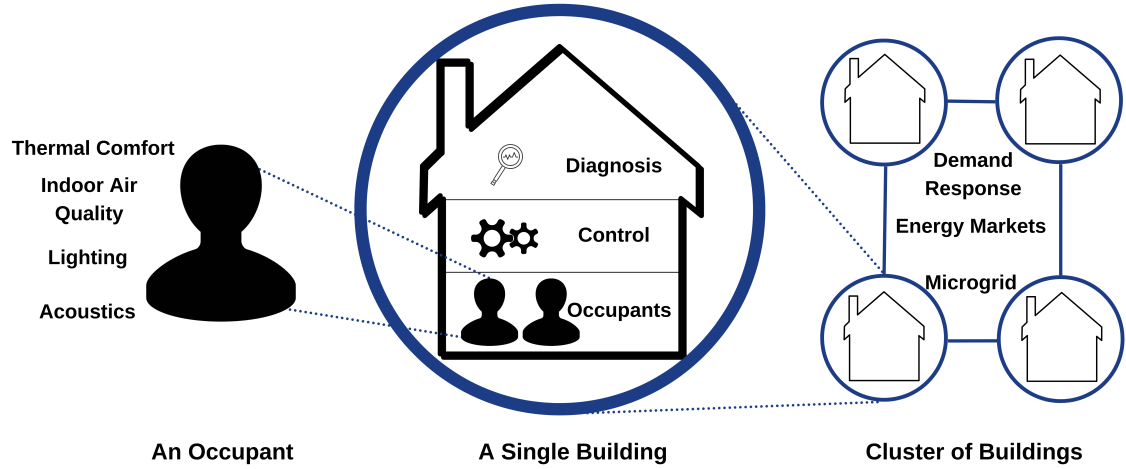 Thermal Comfort
Indoor Air
Quality
Lighting
Acoustics
An Occupant
Diagnosis
Control
Occupants
A Single Building
Demand
Response
Energy Markets
Microgrid
Cluster of Buildings